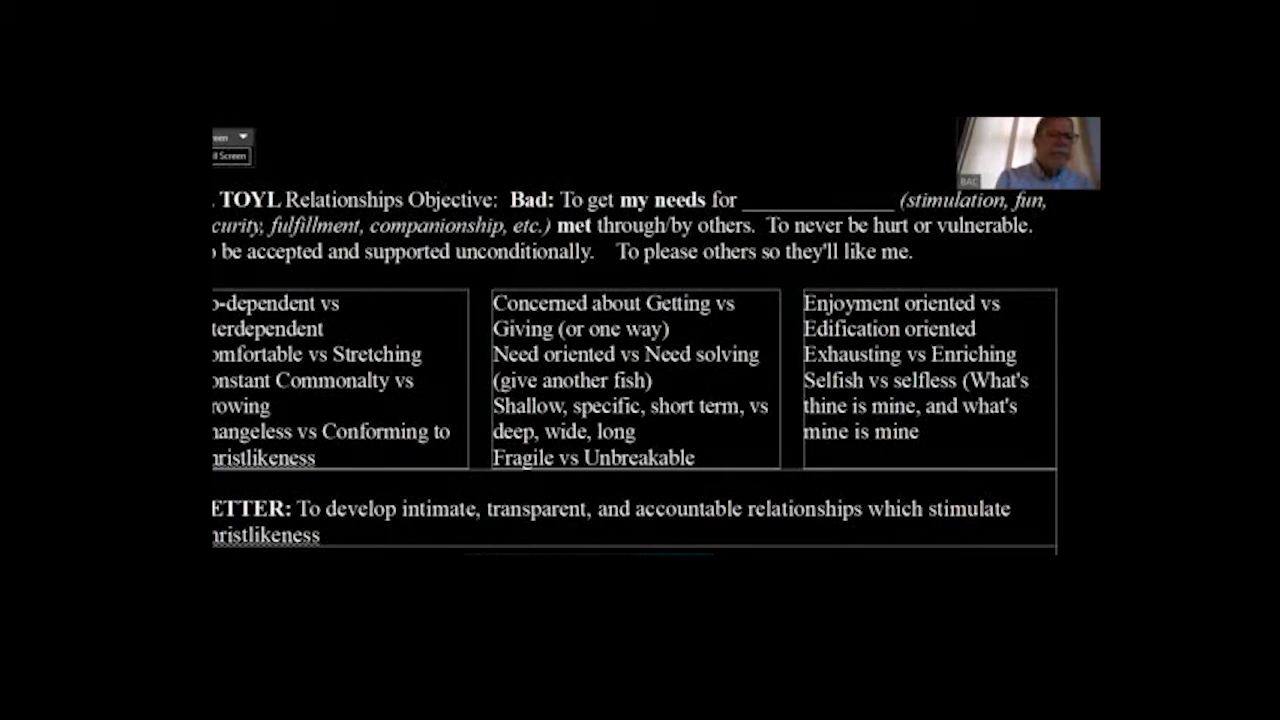 ll Screen
BAC
. TOYL Relationships Objective: Bad: To get my needs for ______________ (stimulation, fun,
curity, fulfillment, companionship, etc.) met through/by others. To never be hurt or vulnerable.
be accepted and supported unconditionally. To please others so they'll like me.
o-dependent vs
terdependent
omfortable vs Stretching
onstant Commonalty vs
rowing
hangeless vs Conforming to
hristlikeness
Concerned about Getting vs
Giving (or one way)
Need oriented vs Need solving
(give another fish)
Shallow, specific, short term, vs
deep, wide, long
Fragile vs Unbreakable
Enjoyment oriented vs
Edification oriented
Exhausting vs Enriching
Selfish vs selfless (What's
thine is mine, and what's
mine is mine
ETTER: To develop intimate, transparent, and accountable relationships which stimulate
hristlikeness